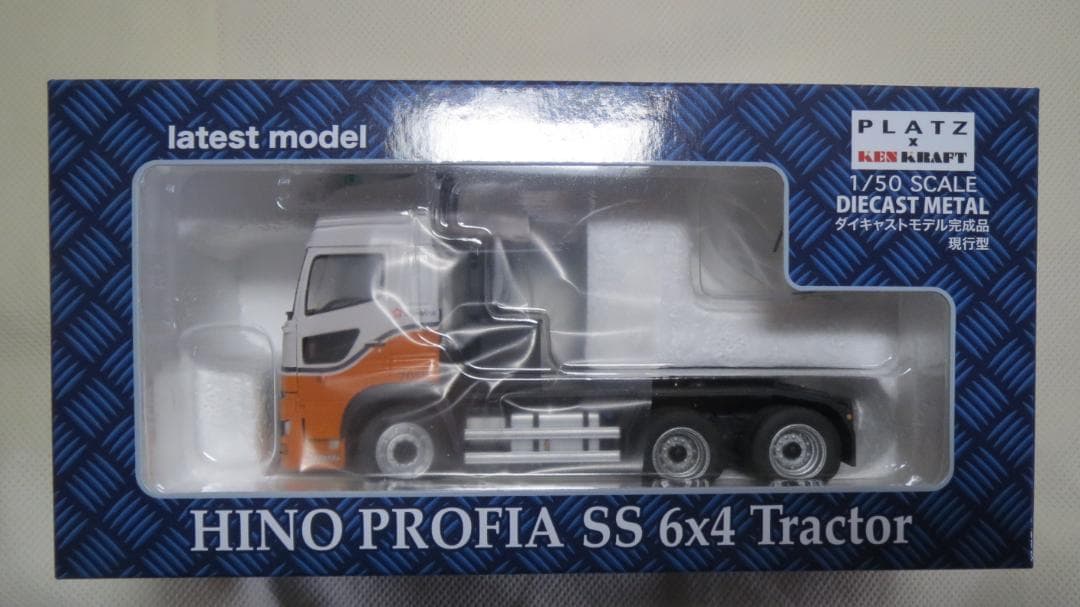 latest model
PLATZ
x
KEN KRAFT
1/50 SCALE
DIECAST METAL
ダイキャストモデル完成品
現行型
HINO PROFIA SS 6x4 Tractor